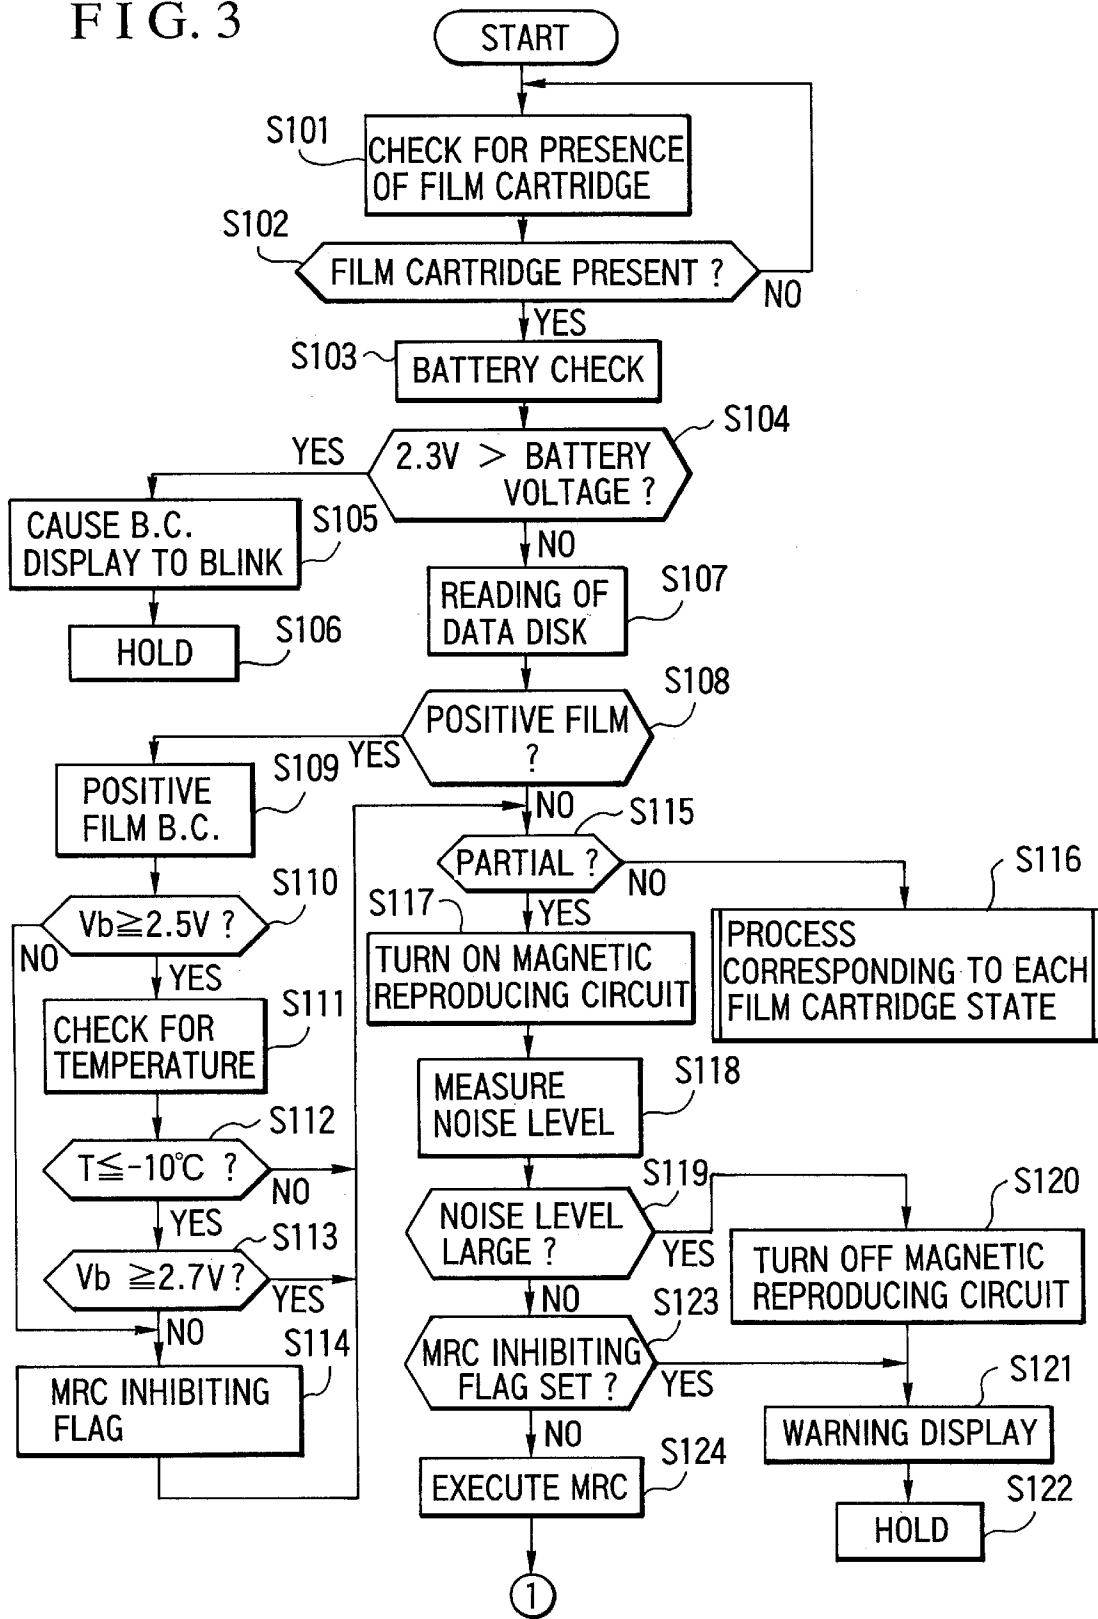 FIG. 3
START
S101
CHECK FOR PRESENCE
OF FILM CARTRIDGE
S102
FILM CARTRIDGE PRESENT ?
NO
YES
S103
BATTERY CHECK
S104
2.3V > BATTERY
VOLTAGE ?
YES
NO
CAUSE B.C.
DISPLAY TO BLINK
S105
HOLD
S106
READING OF
DATA DISK
S107
S108
POSITIVE FILM
?
YES
NO
POSITIVE
FILM B.C.
S109
Vb≧2.5V ?
S110
NO
YES
CHECK FOR
TEMPERATURE
S111
S112
T≦-10℃ ?
NO
YES
S113
Vb ≧2.7V ?
YES
NO
S114
MRC INHIBITING
FLAG
S115
PARTIAL ?
NO
YES
S116
PROCESS
CORRESPONDING TO EACH
FILM CARTRIDGE STATE
S117
TURN ON MAGNETIC
REPRODUCING CIRCUIT
MEASURE
NOISE LEVEL
S118
S119
NOISE LEVEL
LARGE ?
YES
NO
S120
TURN OFF MAGNETIC
REPRODUCING CIRCUIT
S123
MRC INHIBITING
FLAG SET ?
YES
NO
S121
WARNING DISPLAY
S122
HOLD
S124
EXECUTE MRC
1